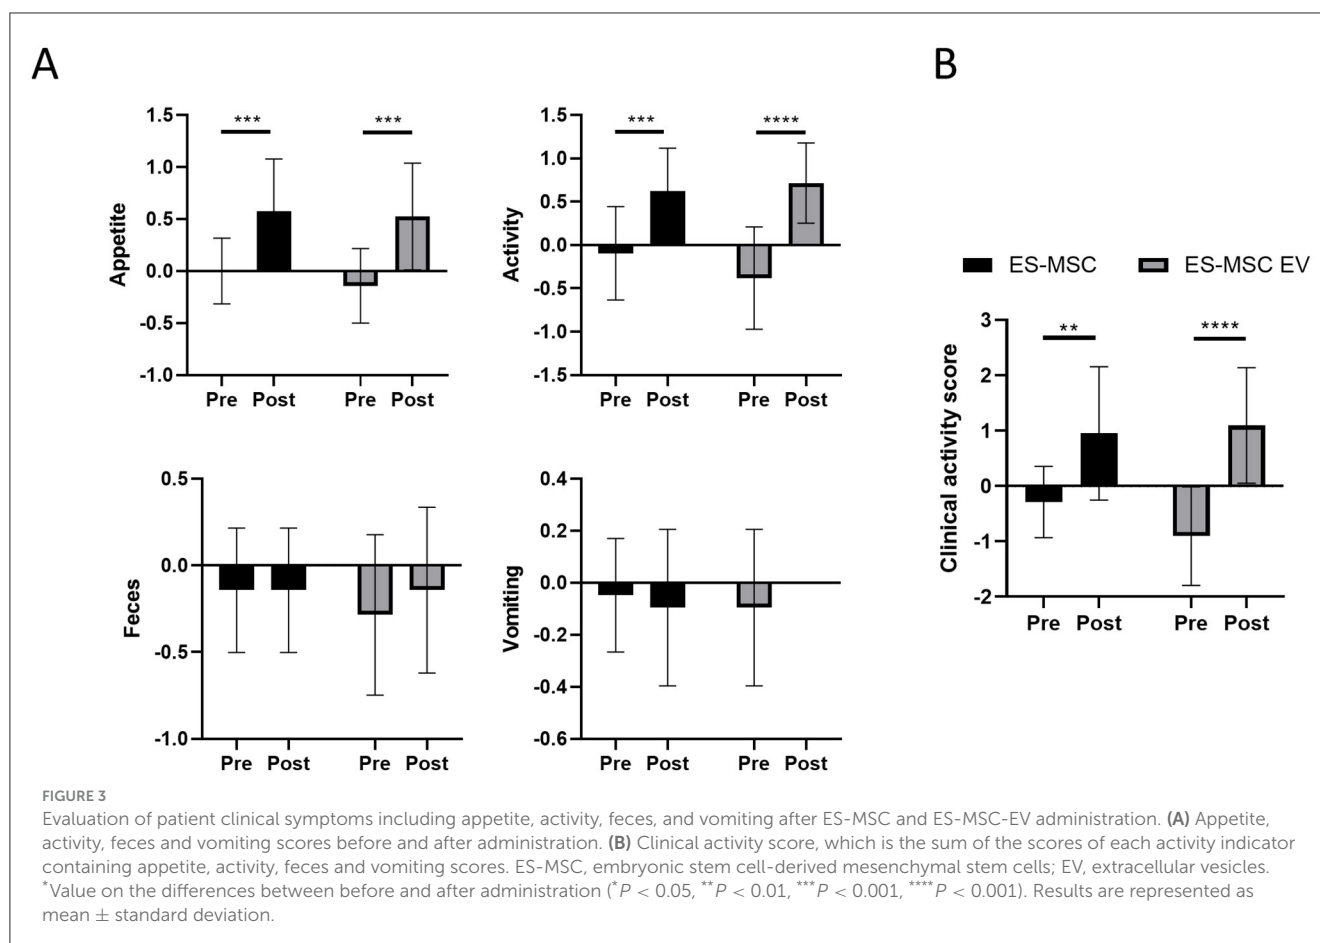 A
B
1.5
1.0
0.5
0.0
-0.5
-1.0
Appetite
***
***
Pre Post Pre Post
1.5
1.0
0.5
0.0
-0.5
-1.0
-1.5
Activity
***
****
Pre Post Pre Post
0.5
0.0
-0.5
-1.0
Feces
Pre Post Pre Post
0.4
0.2
0.0
-0.2
-0.4
-0.6
Vomiting
Pre Post Pre Post
ES-MSC ES-MSC EV
3
2
1
0
-1
-2
Clinical activity score
**
****
Pre Post Pre Post
FIGURE 3
Evaluation of patient clinical symptoms including appetite, activity, feces, and vomiting after ES-MSC and ES-MSC-EV administration. (A) Appetite,
activity, feces and vomiting scores before and after administration. (B) Clinical activity score, which is the sum of the scores of each activity indicator
containing appetite, activity, feces and vomiting scores. ES-MSC, embryonic stem cell-derived mesenchymal stem cells; EV, extracellular vesicles.
*Value on the differences between before and after administration (*P < 0.05, **P < 0.01, ***P < 0.001, ****P < 0.001). Results are represented as
mean ± standard deviation.